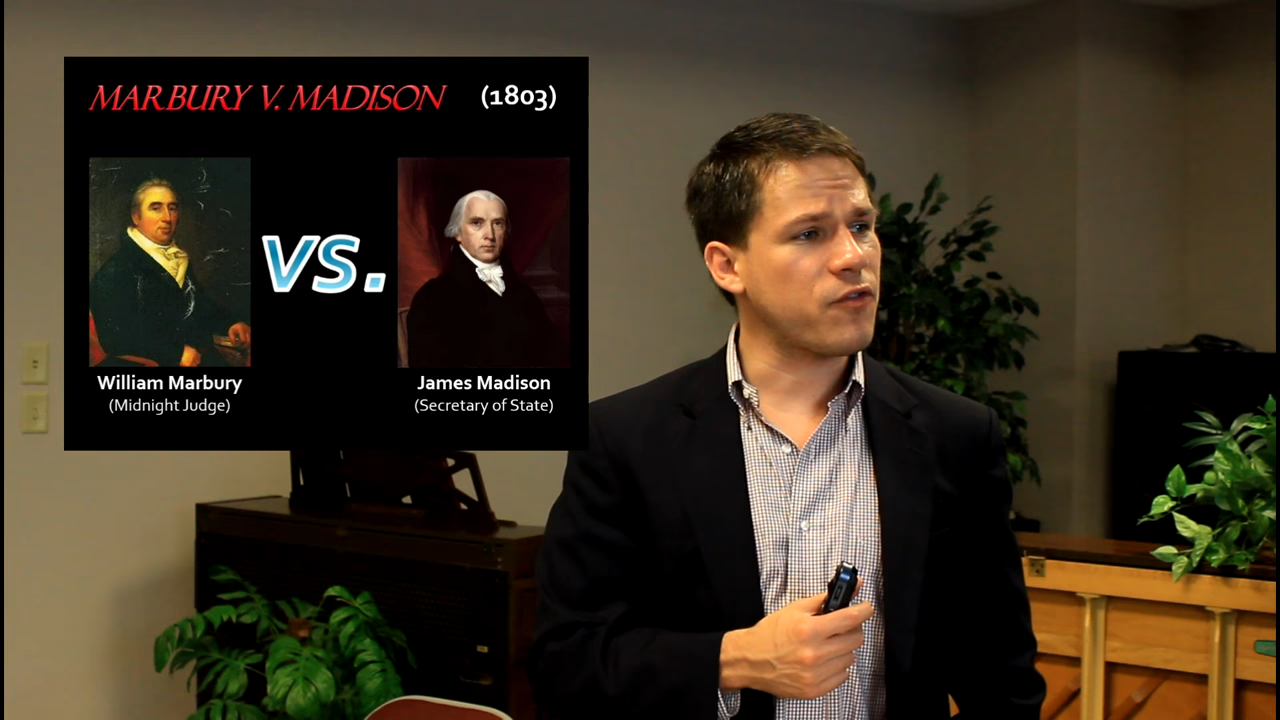 MARBURY V. MADISON (1803)
VS.
William Marbury
(Midnight Judge)
James Madison
(Secretary of State)